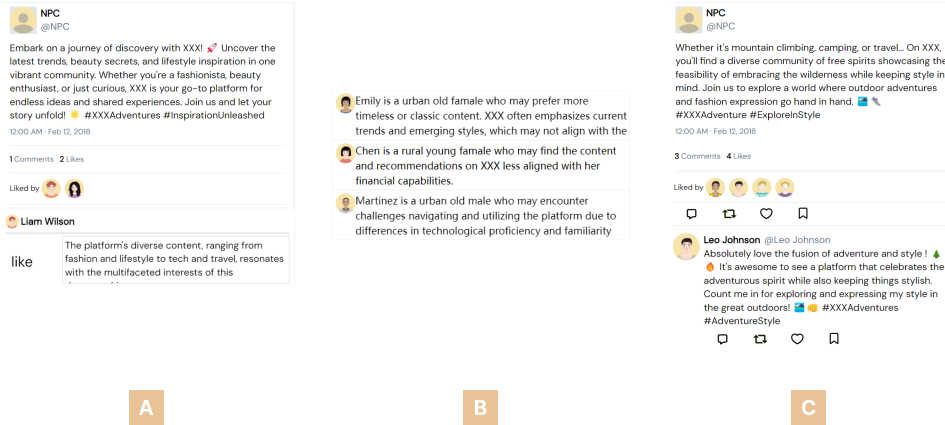 NPC
@NPC
Embark on a journey of discovery with XXX! 🚀 Uncover the
latest trends, beauty secrets, and lifestyle inspiration in one
vibrant community. Whether you're a fashionista, beauty
enthusiast, or just curious, XXX is your go-to platform for
endless ideas and shared experiences. Join us and let your
story unfold! 🌟 #XXXAdventures #InspirationUnleashed
12:00 AM · Feb 12, 2018
1 Comments 2 Likes
Liked by
Liam Wilson
like
The platform's diverse content, ranging from
fashion and lifestyle to tech and travel, resonates
with the multifaceted interests of this
A
Emily is a urban old famale who may prefer more
timeless or classic content. XXX often emphasizes current
trends and emerging styles, which may not align with the
Chen is a rural young famale who may find the content
and recommendations on XXX less aligned with her
financial capabilities.
Martinez is a urban old male who may encounter
challenges navigating and utilizing the platform due to
differences in technological proficiency and familiarity
B
NPC
@NPC
Whether it's mountain climbing, camping, or travel... On XXX,
you'll find a diverse community of free spirits showcasing the
feasibility of embracing the wilderness while keeping style in
mind. Join us to explore a world where outdoor adventures
and fashion expression go hand in hand. 🏞️ 👟
#XXXAdventure #ExploreInStyle
12:00 AM · Feb 12, 2018
3 Comments 4 Likes
Liked by
Leo Johnson @Leo Johnson
Absolutely love the fusion of adventure and style ! 🌲
🔥 It's awesome to see a platform that celebrates the
adventurous spirit while also keeping things stylish.
Count me in for exploring and expressing my style in
the great outdoors! 🏞️ 👊 #XXXAdventures
#AdventureStyle
C